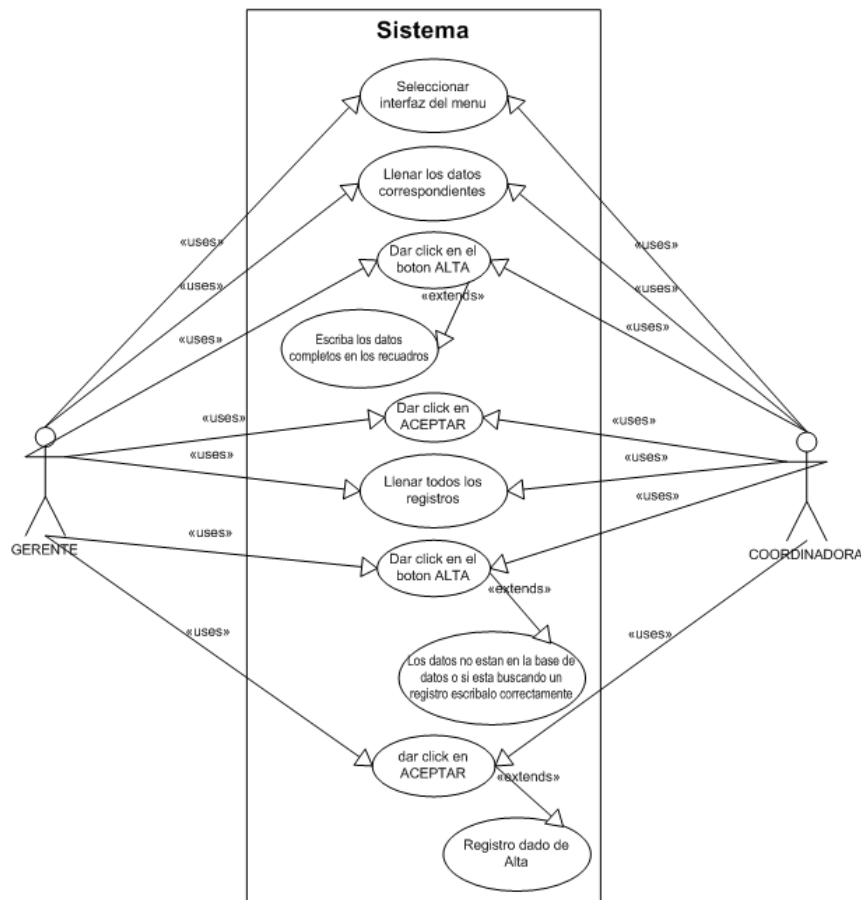 Sistema
Seleccionar
interfaz del menu
Llenar los datos
correspondientes
«uses»
«uses»
Dar click en el
boton ALTA
«uses»
«uses»
«extends»
«uses»
«uses»
Escriba los datos
completos en los recuadros
Dar click en
ACEPTAR
«uses»
«uses»
«uses»
«uses»
Llenar todos los
registros
«uses»
«uses»
GERENTE
Dar click en el
boton ALTA
COORDINADORA
«extends»
«uses»
«uses»
Los datos no estan en la base de
datos o si esta buscando un
registro escribalo correctamente
dar click en
ACEPTAR
«extends»
Registro dado de
Alta